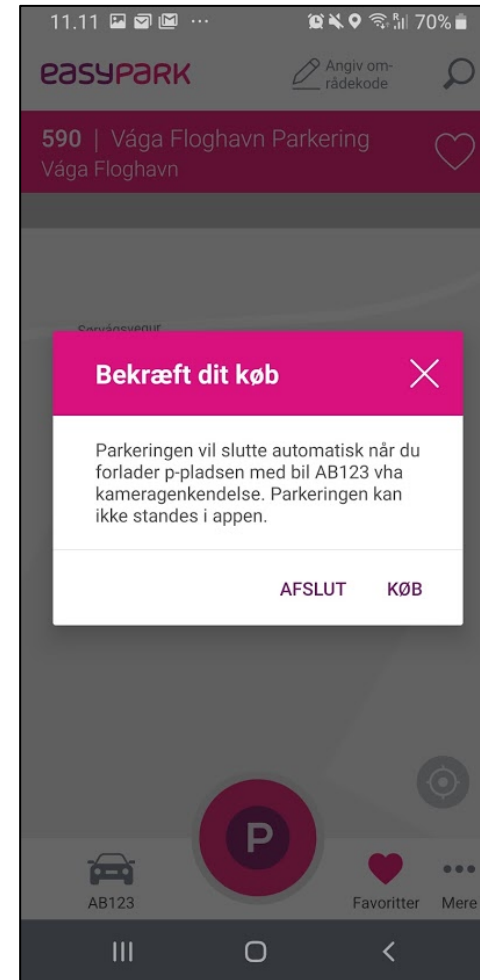 11.11 ... 70%
easypark
Angiv om-
rådekode
590 | Vága Floghavn Parkering
Vága Floghavn
Sørvágsvegur
Bekræft dit køb
Parkeringen vil slutte automatisk når du
forlader p-pladsen med bil AB123 vha
kameragenkendelse. Parkeringen kan
ikke standes i appen.
AFSLUT KØB
P
AB123
Favoritter
Mere